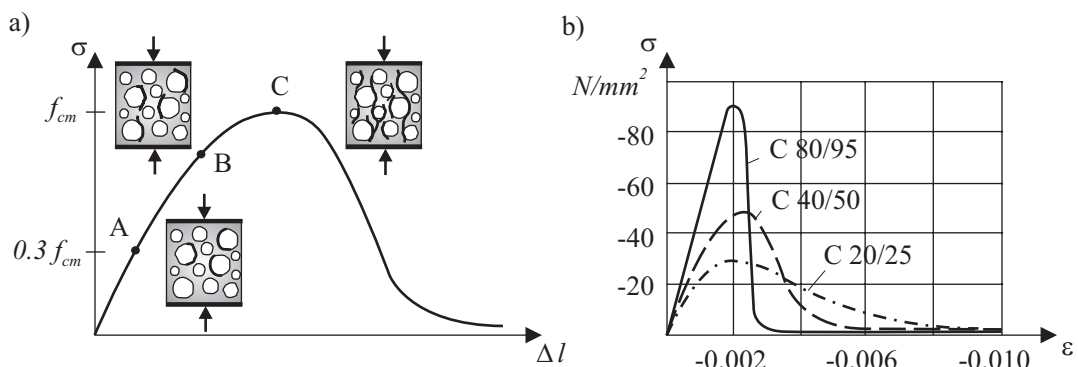 a)
σ
C
f_cm
B
A
0.3 f_cm
Δl
b)
σ
N/mm²
-80
C 80/95
-60
C 40/50
-40
C 20/25
-20
ε
-0.002
-0.006
-0.010